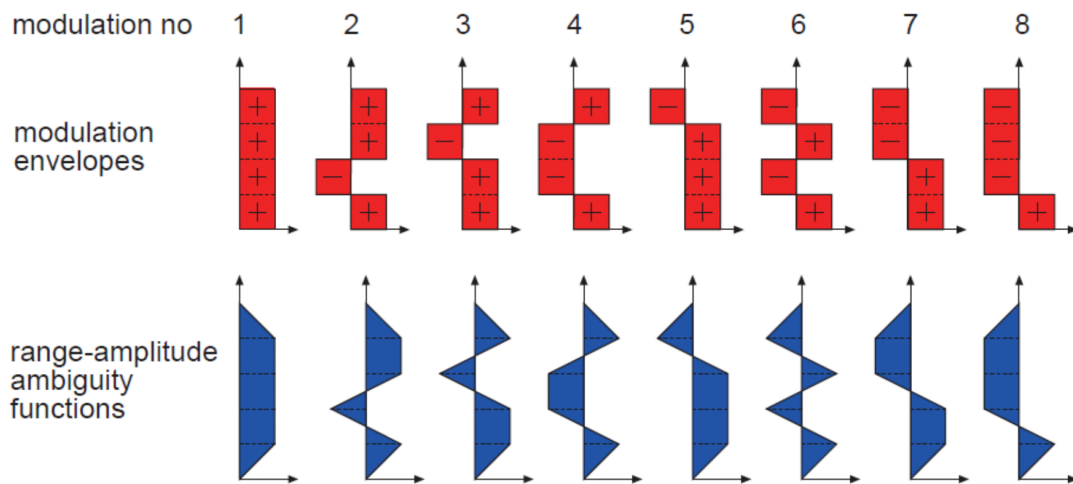 modulation no 1 2 3 4 5 6 7 8
modulation
envelopes
+ + + + − − − −
+ + − − + + − −
+ − + − + − + −
+ + + + + + + +
range-amplitude
ambiguity
functions